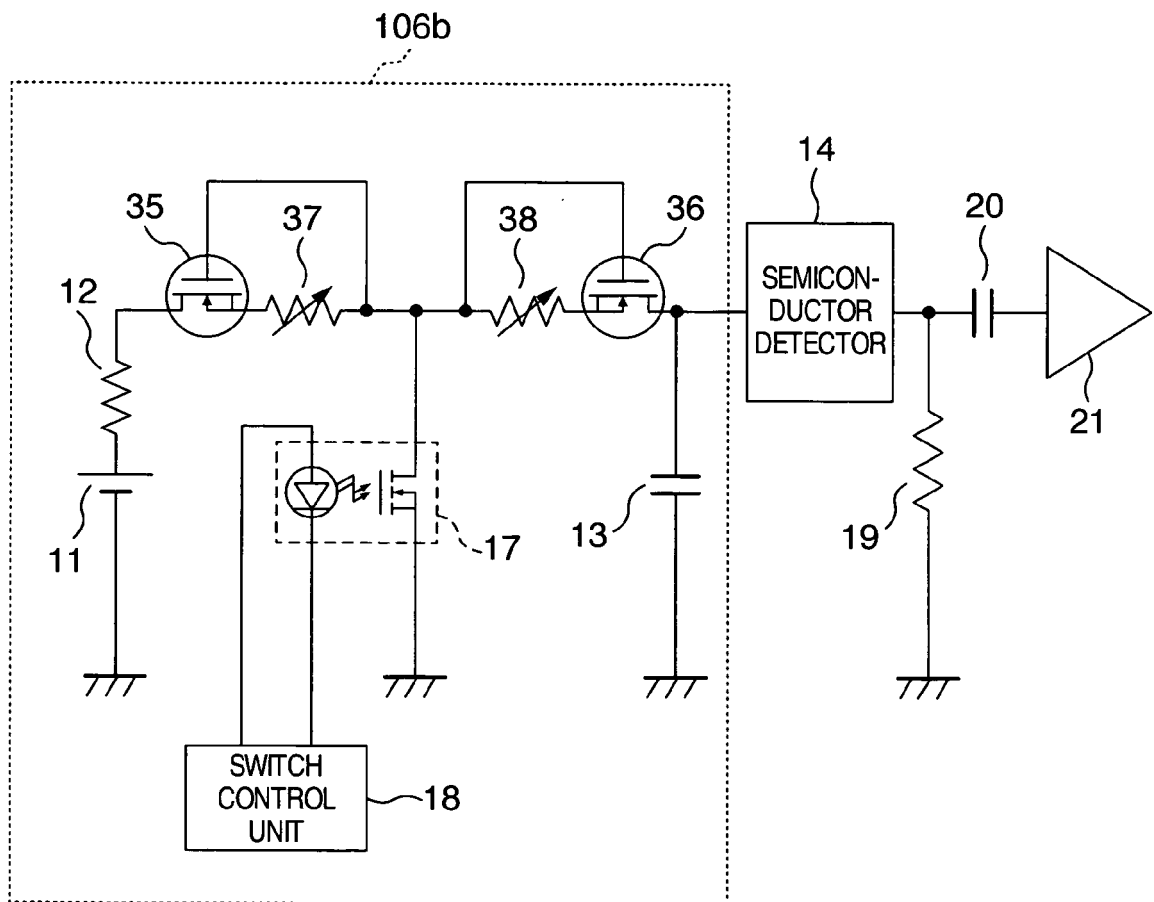 106b
14
20
35
37
38
36
12
SEMICON-
DUCTOR
DETECTOR
21
11
17
13
19
SWITCH
CONTROL
UNIT
18